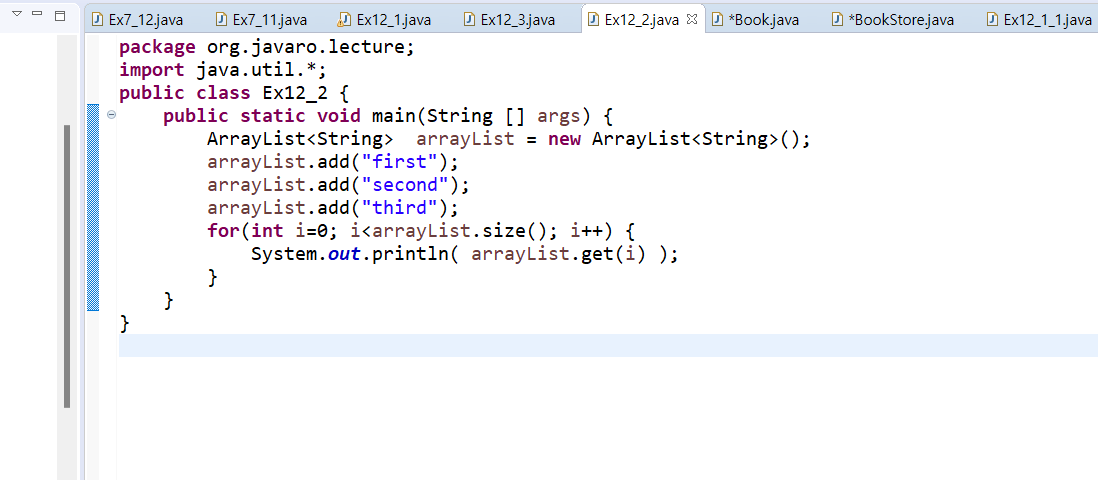 Ex7_12.java Ex7_11.java Ex12_1.java Ex12_3.java Ex12_2.java *Book.java *BookStore.java Ex12_1_1.java
package org.javaro.lecture;
import java.util.*;
public class Ex12_2 {
    public static void main(String [] args) {
        ArrayList<String>  arrayList = new ArrayList<String>();
        arrayList.add("first");
        arrayList.add("second");
        arrayList.add("third");
        for(int i=0; i<arrayList.size(); i++) {
            System.out.println( arrayList.get(i) );
        }
    }
}